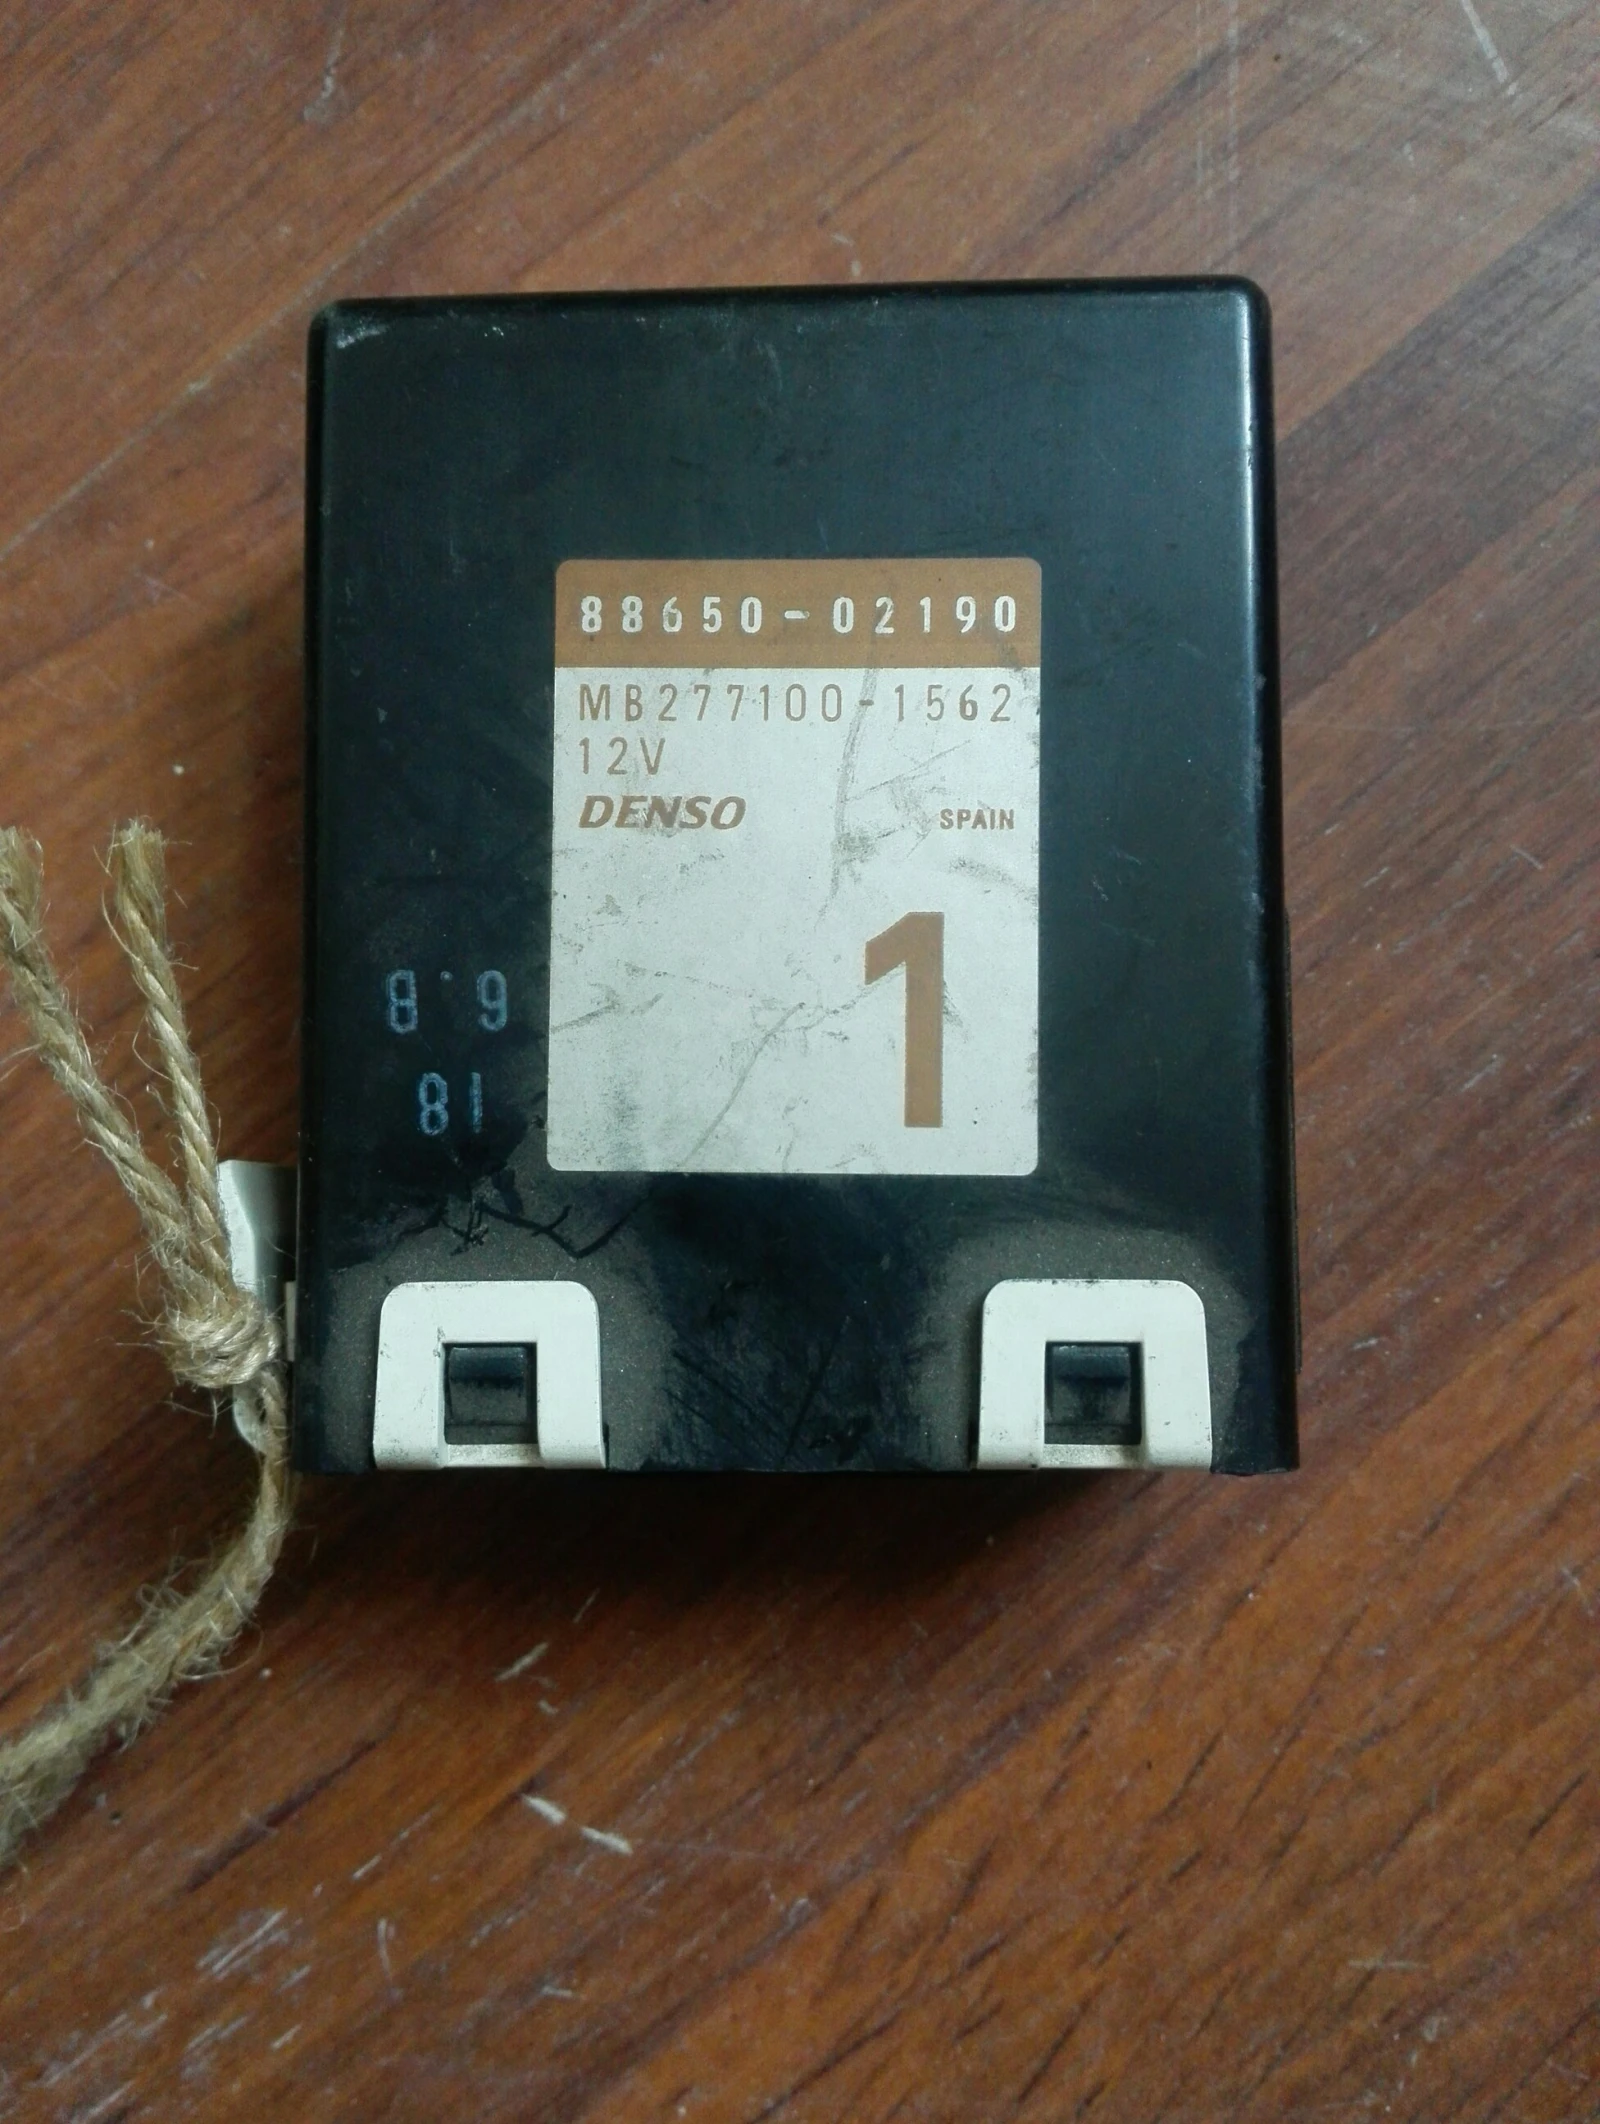 88650-02190
MB277100-1562
12V
DENSO SPAIN
1